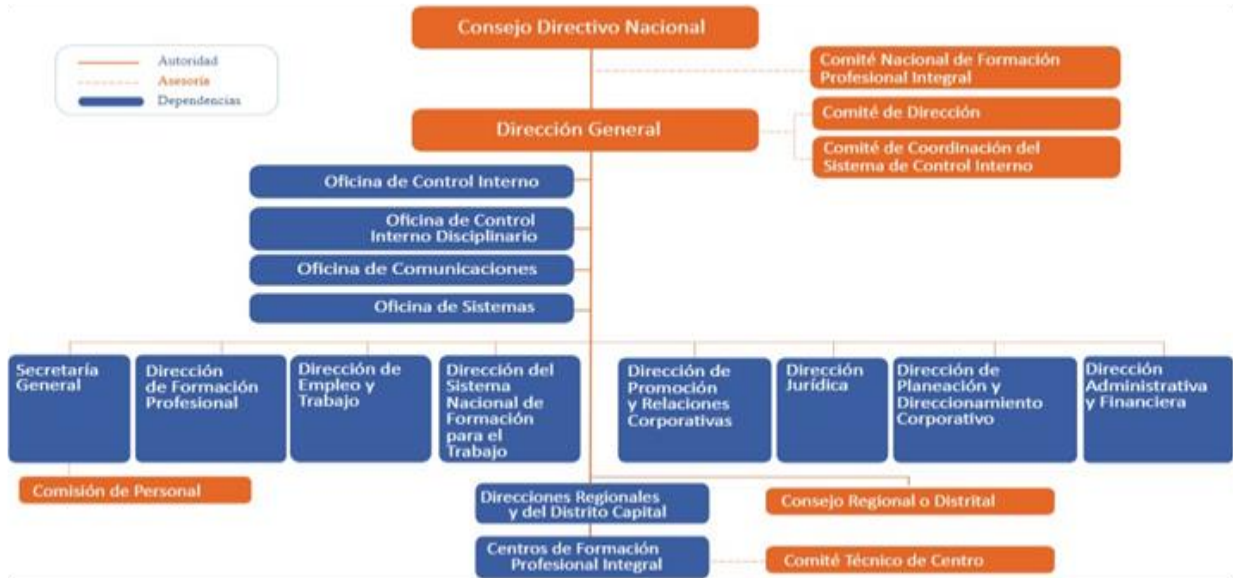 Consejo Directivo Nacional
Autoridad
Asesoría
Dependencias
Comité Nacional de Formación
Profesional Integral
Dirección General
Comité de Dirección
Comité de Coordinación del
Sistema de Control Interno
Oficina de Control Interno
Oficina de Control
Interno Disciplinario
Oficina de Comunicaciones
Oficina de Sistemas
Secretaría
General
Dirección
de Formación
Profesional
Dirección de
Empleo y
Trabajo
Dirección del
Sistema
Nacional de
Formación
para el
Trabajo
Dirección de
Promoción
y Relaciones
Corporativas
Dirección
Jurídica
Dirección de
Planeación y
Direccionamiento
Corporativo
Dirección
Administrativa
y Financiera
Comisión de Personal
Direcciones Regionales
y del Distrito Capital
Consejo Regional o Distrital
Centros de Formación
Profesional Integral
Comité Técnico de Centro